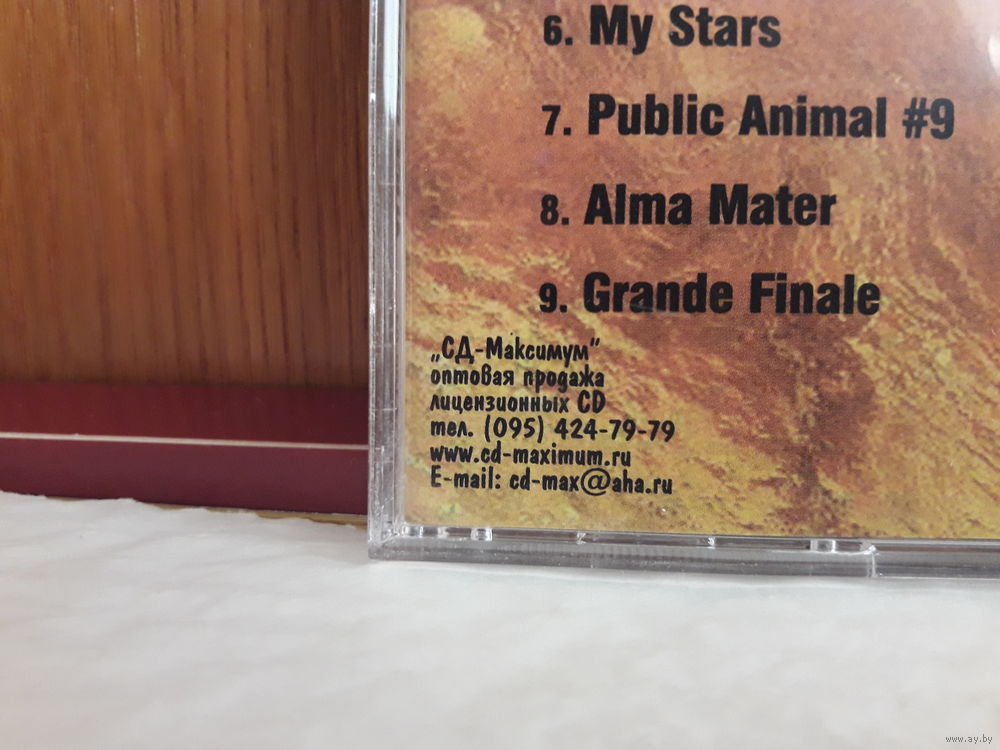 6. My Stars
7. Public Animal #9
8. Alma Mater
9. Grande Finale
„СД-Максимум“
оптовая продажа
лицензионных CD
тел. (095) 424-79-79
www.cd-maximum.ru
E-mail: cd-max@aha.ru
www.ay.by